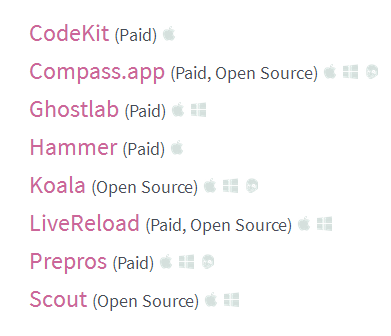 CodeKit (Paid)
Compass.app (Paid, Open Source)
Ghostlab (Paid)
Hammer (Paid)
Koala (Open Source)
LiveReload (Paid, Open Source)
Prepros (Paid)
Scout (Open Source)